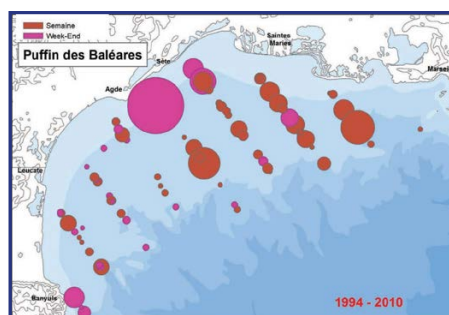 Semaine
Week-End
Puffin des Baléares
Saintes
Maries
Sète
Agde
Marsei
Leucate
Banyuls
1994 - 2010